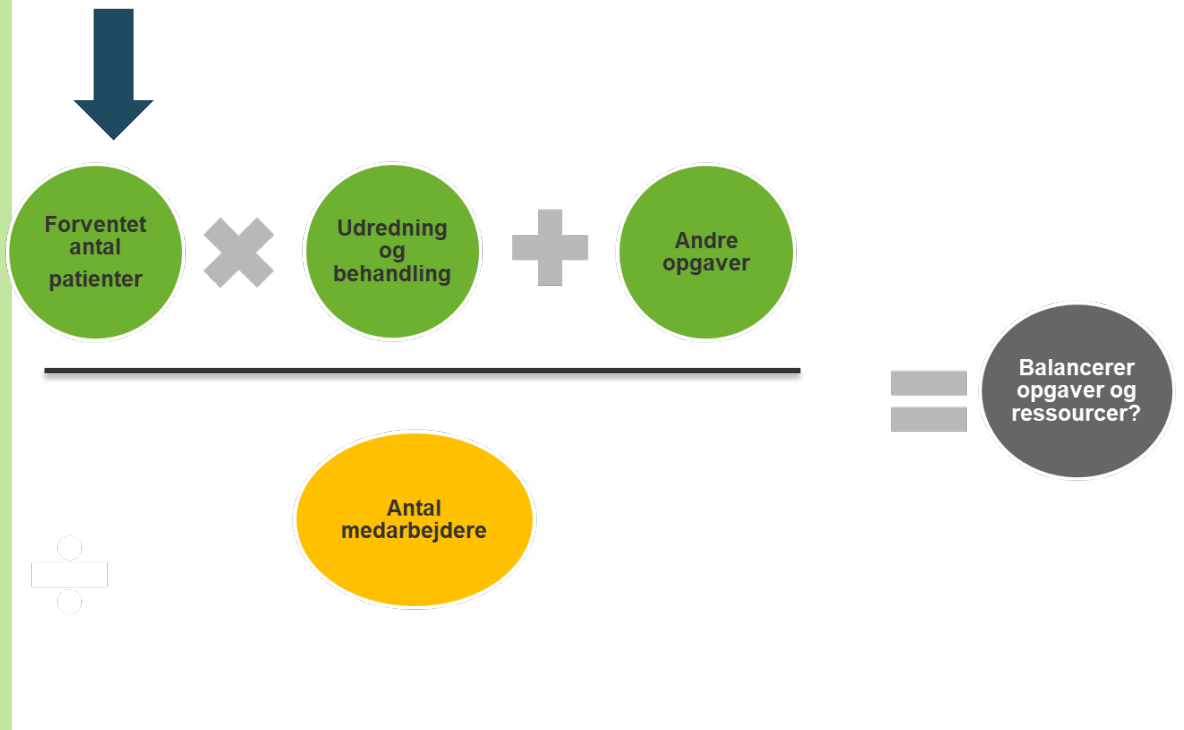 Forventet
antal
patienter
Udredning
og
behandling
Andre
opgaver
Balancerer
opgaver og
ressourcer?
Antal
medarbejdere